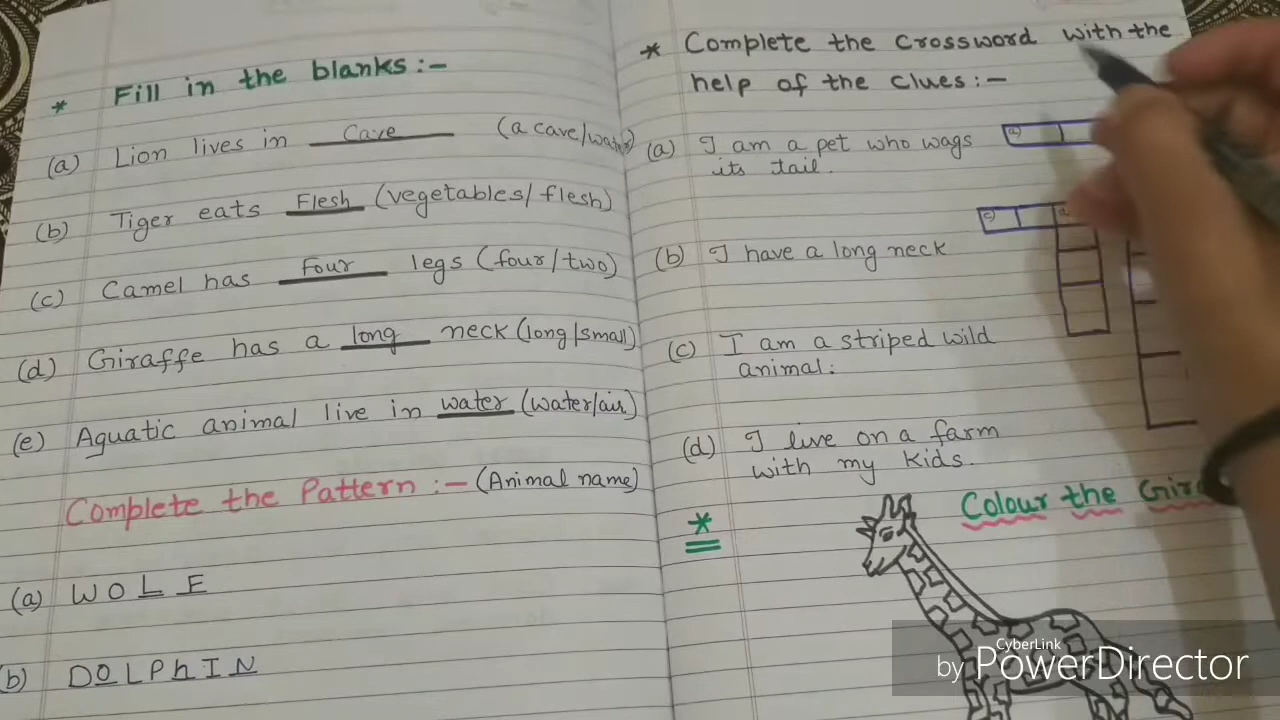 * Fill in the blanks :-
(a) Lion lives in Cave (a cave/water)
(b) Tiger eats Flesh (vegetables/flesh)
(c) Camel has Four legs (four/two)
(d) Giraffe has a long neck (long/small)
(e) Aquatic animal live in water (water/air)
Complete the Pattern :- (Animal name)
(a) W O L F
(b) D O L P h I N
* Complete the crossword with the
help of the clues :-
(a) I am a pet who wags
its tail.
(b) I have a long neck
(c) I am a striped wild
animal.
(d) I live on a farm
with my kids.
* Colour the
CyberLink
by PowerDirector